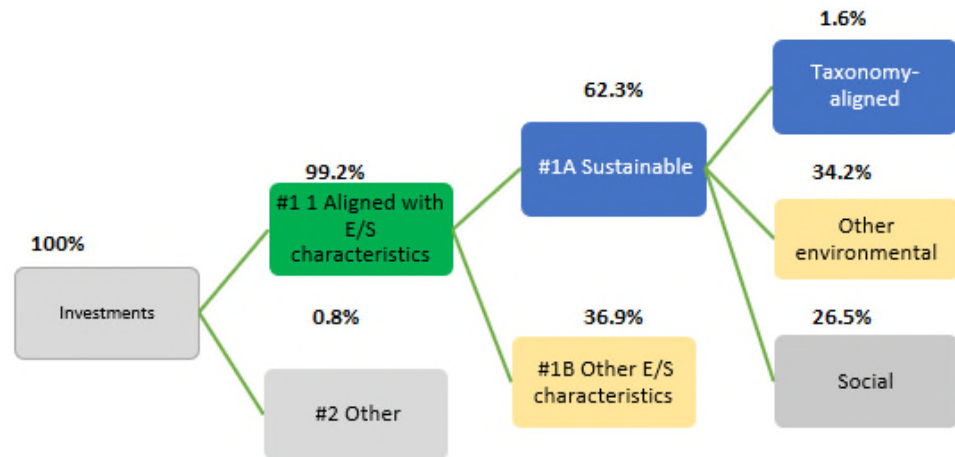 1.6%
Taxonomy-
aligned
62.3%
#1A Sustainable
99.2%
#1 1 Aligned with
E/S
characteristics
34.2%
Other
environmental
100%
Investments
0.8%
#2 Other
36.9%
#1B Other E/S
characteristics
26.5%
Social